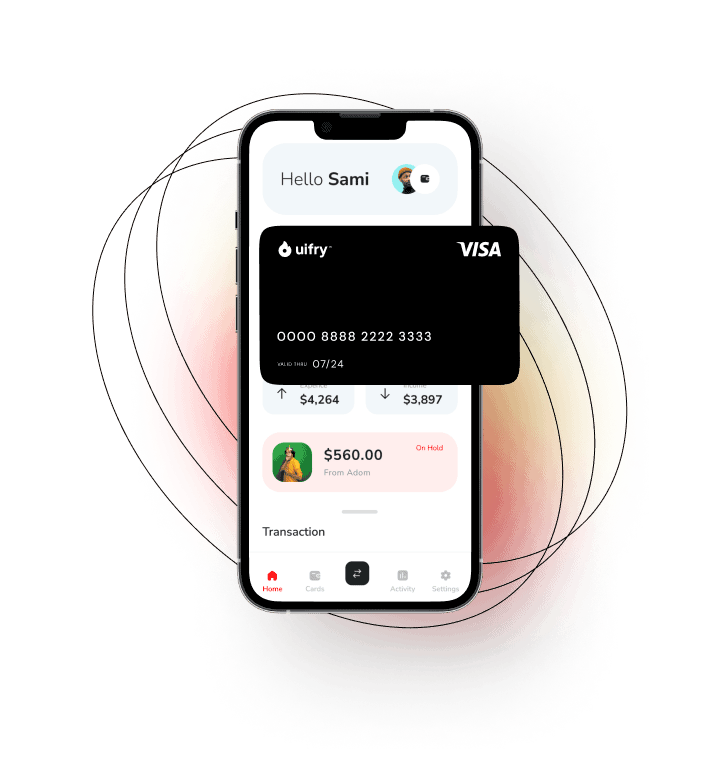 Hello Sami
uifry™
VISA
0000 8888 2222 3333
VALID THRU 07/24
Expence
Income
$4,264
$3,897
$560.00
On Hold
From Adom
Transaction
Home
Cards
Activity
Settings